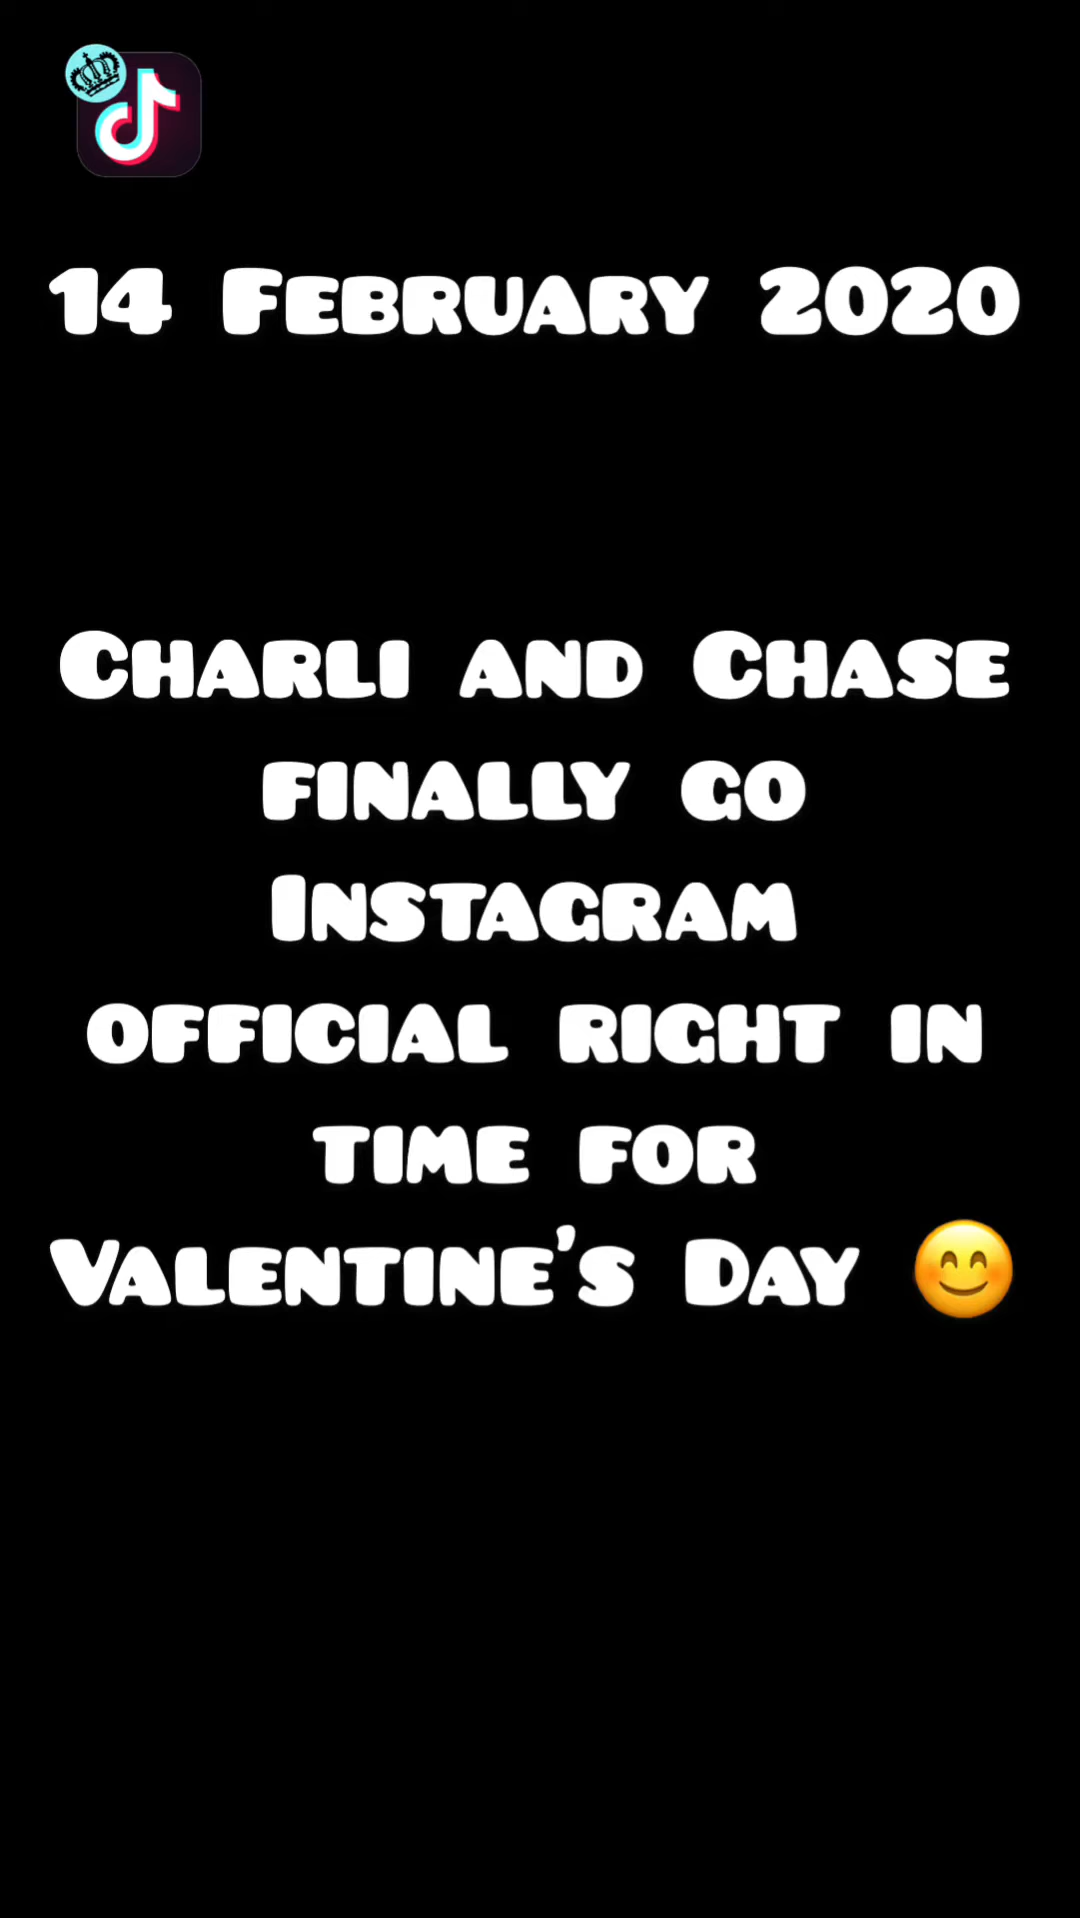 14 February 2020
Charli and Chase
finally go
Instagram
official right in
time for
Valentine’s Day 😊